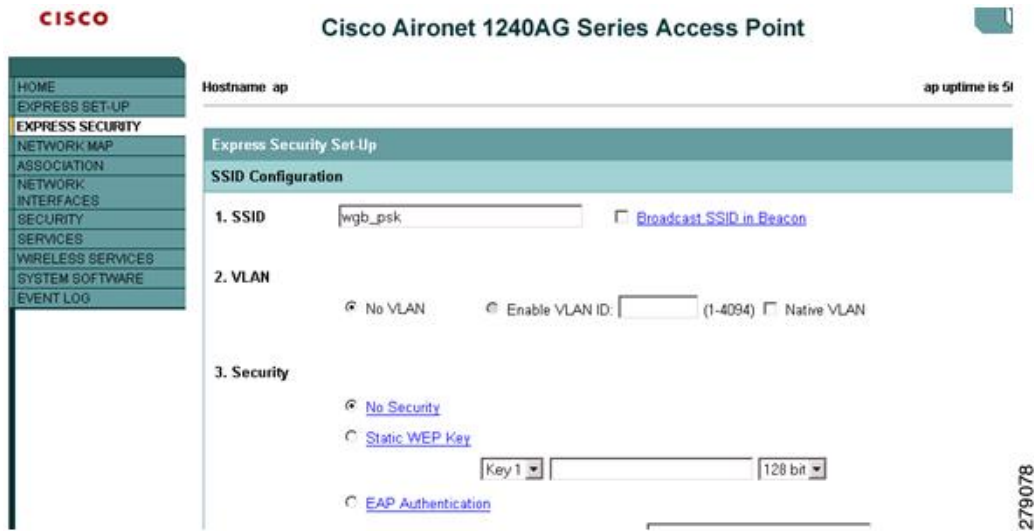 CISCO
Cisco Aironet 1240AG Series Access Point
HOME
EXPRESS SET-UP
EXPRESS SECURITY
NETWORK MAP
ASSOCIATION
NETWORK
INTERFACES
SECURITY
SERVICES
WIRELESS SERVICES
SYSTEM SOFTWARE
EVENT LOG
Hostname ap
ap uptime is
Express Security Set-Up
SSID Configuration
1. SSID wgb_psk Broadcast SSID in Beacon
2. VLAN
No VLAN Enable VLAN ID: (1-4094) Native VLAN
3. Security
No Security
Static WEP Key
Key 1 128 bit
EAP Authentication
279078